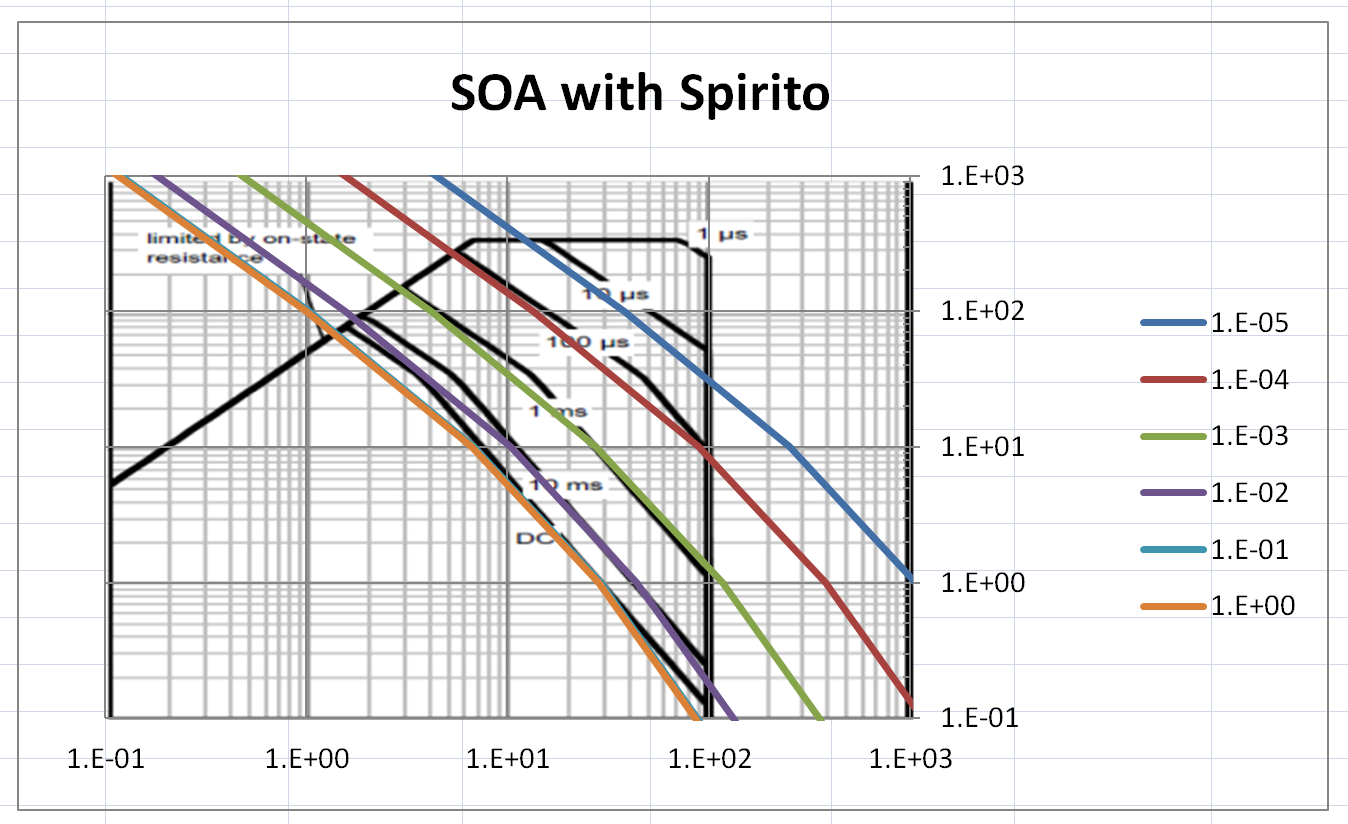 SOA with Spirito
1.E+03
limited by on-state
resistance
1 µs
10 µs
1.E+02
1.E-05
100 µs
1.E-04
1 ms
1.E-03
1.E+01
10 ms
1.E-02
DC
1.E-01
1.E+00
1.E+00
1.E-01
1.E-01
1.E+00
1.E+01
1.E+02
1.E+03